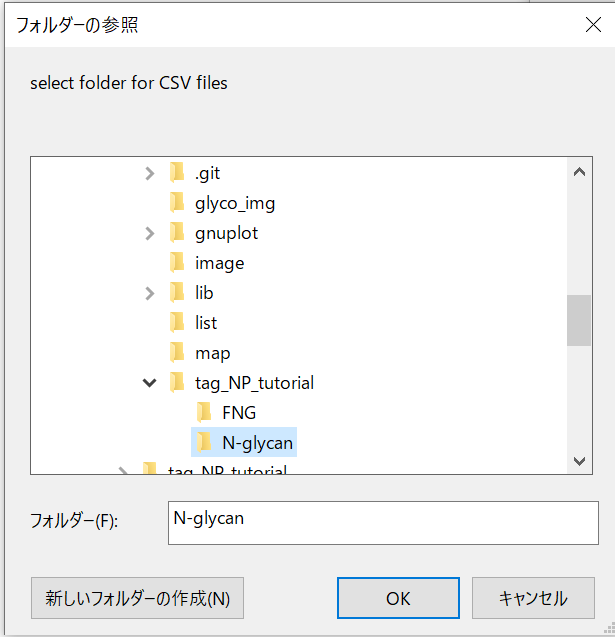 フォルダーの参照
select folder for CSV files
.git
glyco_img
gnuplot
image
lib
list
map
tag_NP_tutorial
FNG
N-glycan
tag_NP_tutorial
フォルダー(F):
N-glycan
新しいフォルダーの作成(N)
OK
キャンセル